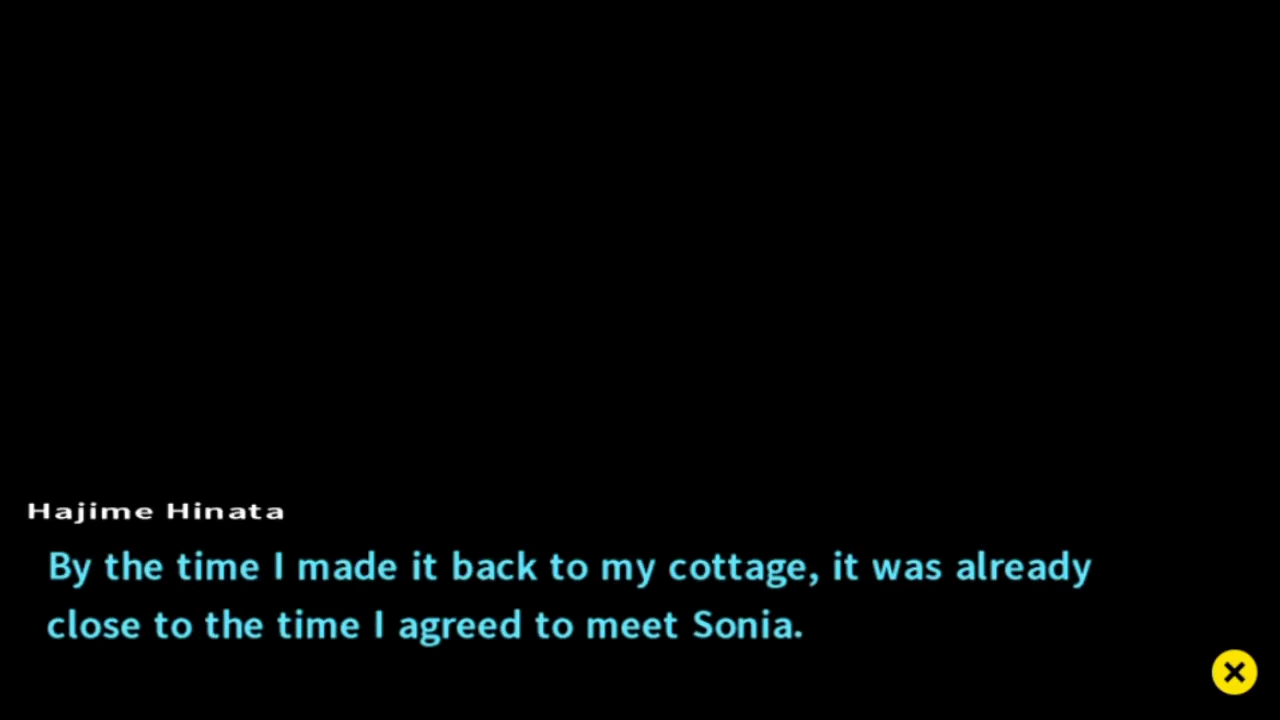 Hajime Hinata
By the time I made it back to my cottage, it was already
close to the time I agreed to meet Sonia.